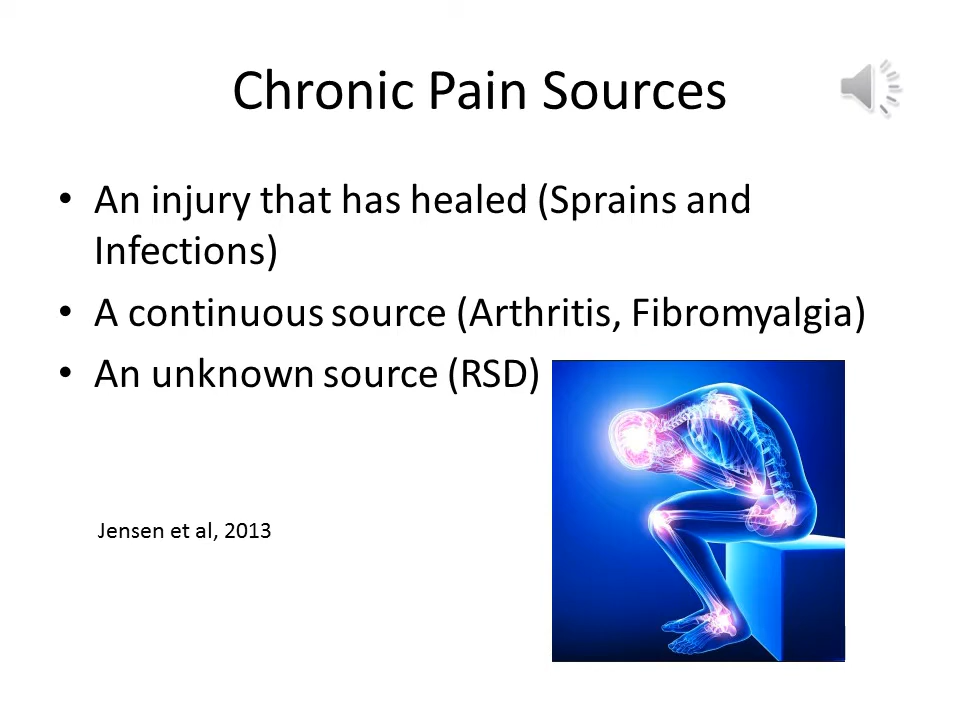 Chronic Pain Sources
• An injury that has healed (Sprains and
Infections)
• A continuous source (Arthritis, Fibromyalgia)
• An unknown source (RSD)
Jensen et al, 2013